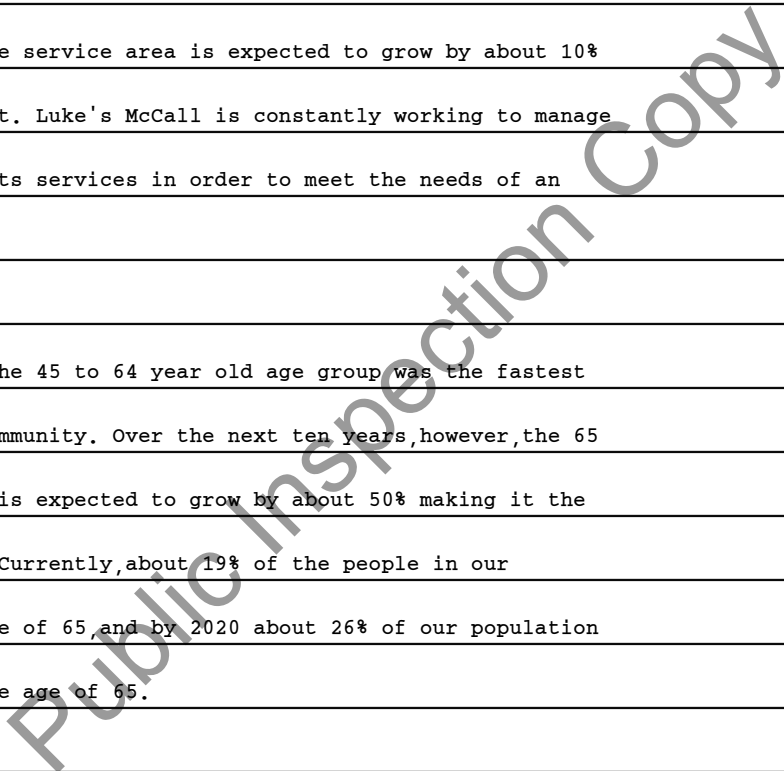 e service area is expected to grow by about 10%
t. Luke's McCall is constantly working to manage
ts services in order to meet the needs of an
he 45 to 64 year old age group was the fastest
mmunity. Over the next ten years,however,the 65
is expected to grow by about 50% making it the
Currently,about 19% of the people in our
e of 65,and by 2020 about 26% of our population
e age of 65.
Public Inspection Copy